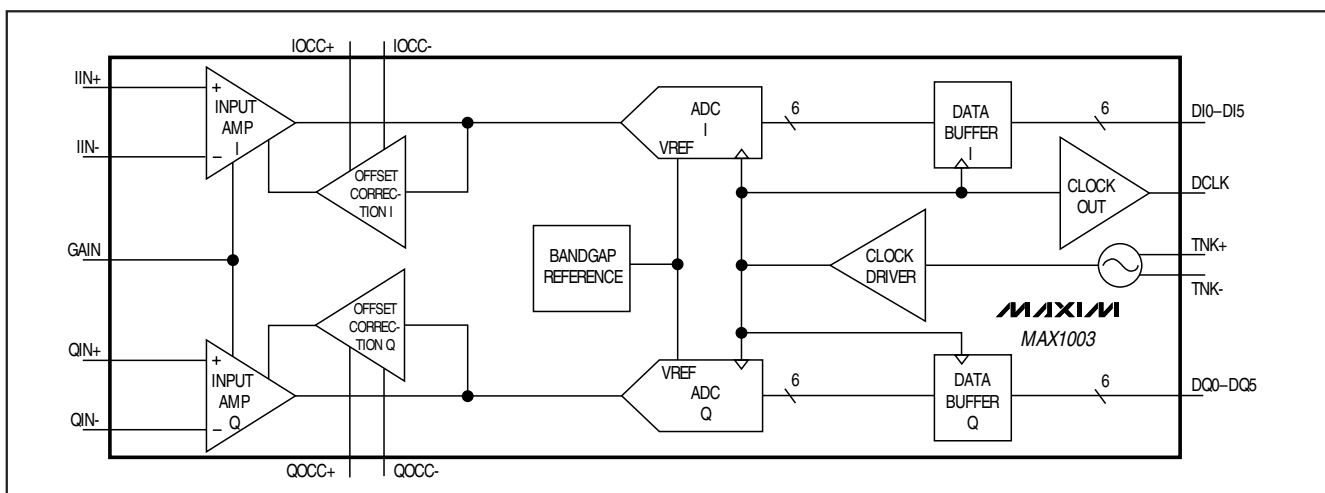 IOCC+
IOCC-
IIN+
+
INPUT
AMP
I
IIN-
−
OFFSET
CORREC-
TION I
GAIN
OFFSET
CORREC-
TION Q
QIN+
+
INPUT
AMP
Q
QIN-
−
QOCC+
QOCC-
BANDGAP
REFERENCE
ADC
I
VREF
6
DATA
BUFFER
I
6
DI0–DI5
CLOCK
OUT
DCLK
CLOCK
DRIVER
TNK+
TNK-
MAXIM
MAX1003
VREF
ADC
Q
6
DATA
BUFFER
Q
6
DQ0–DQ5